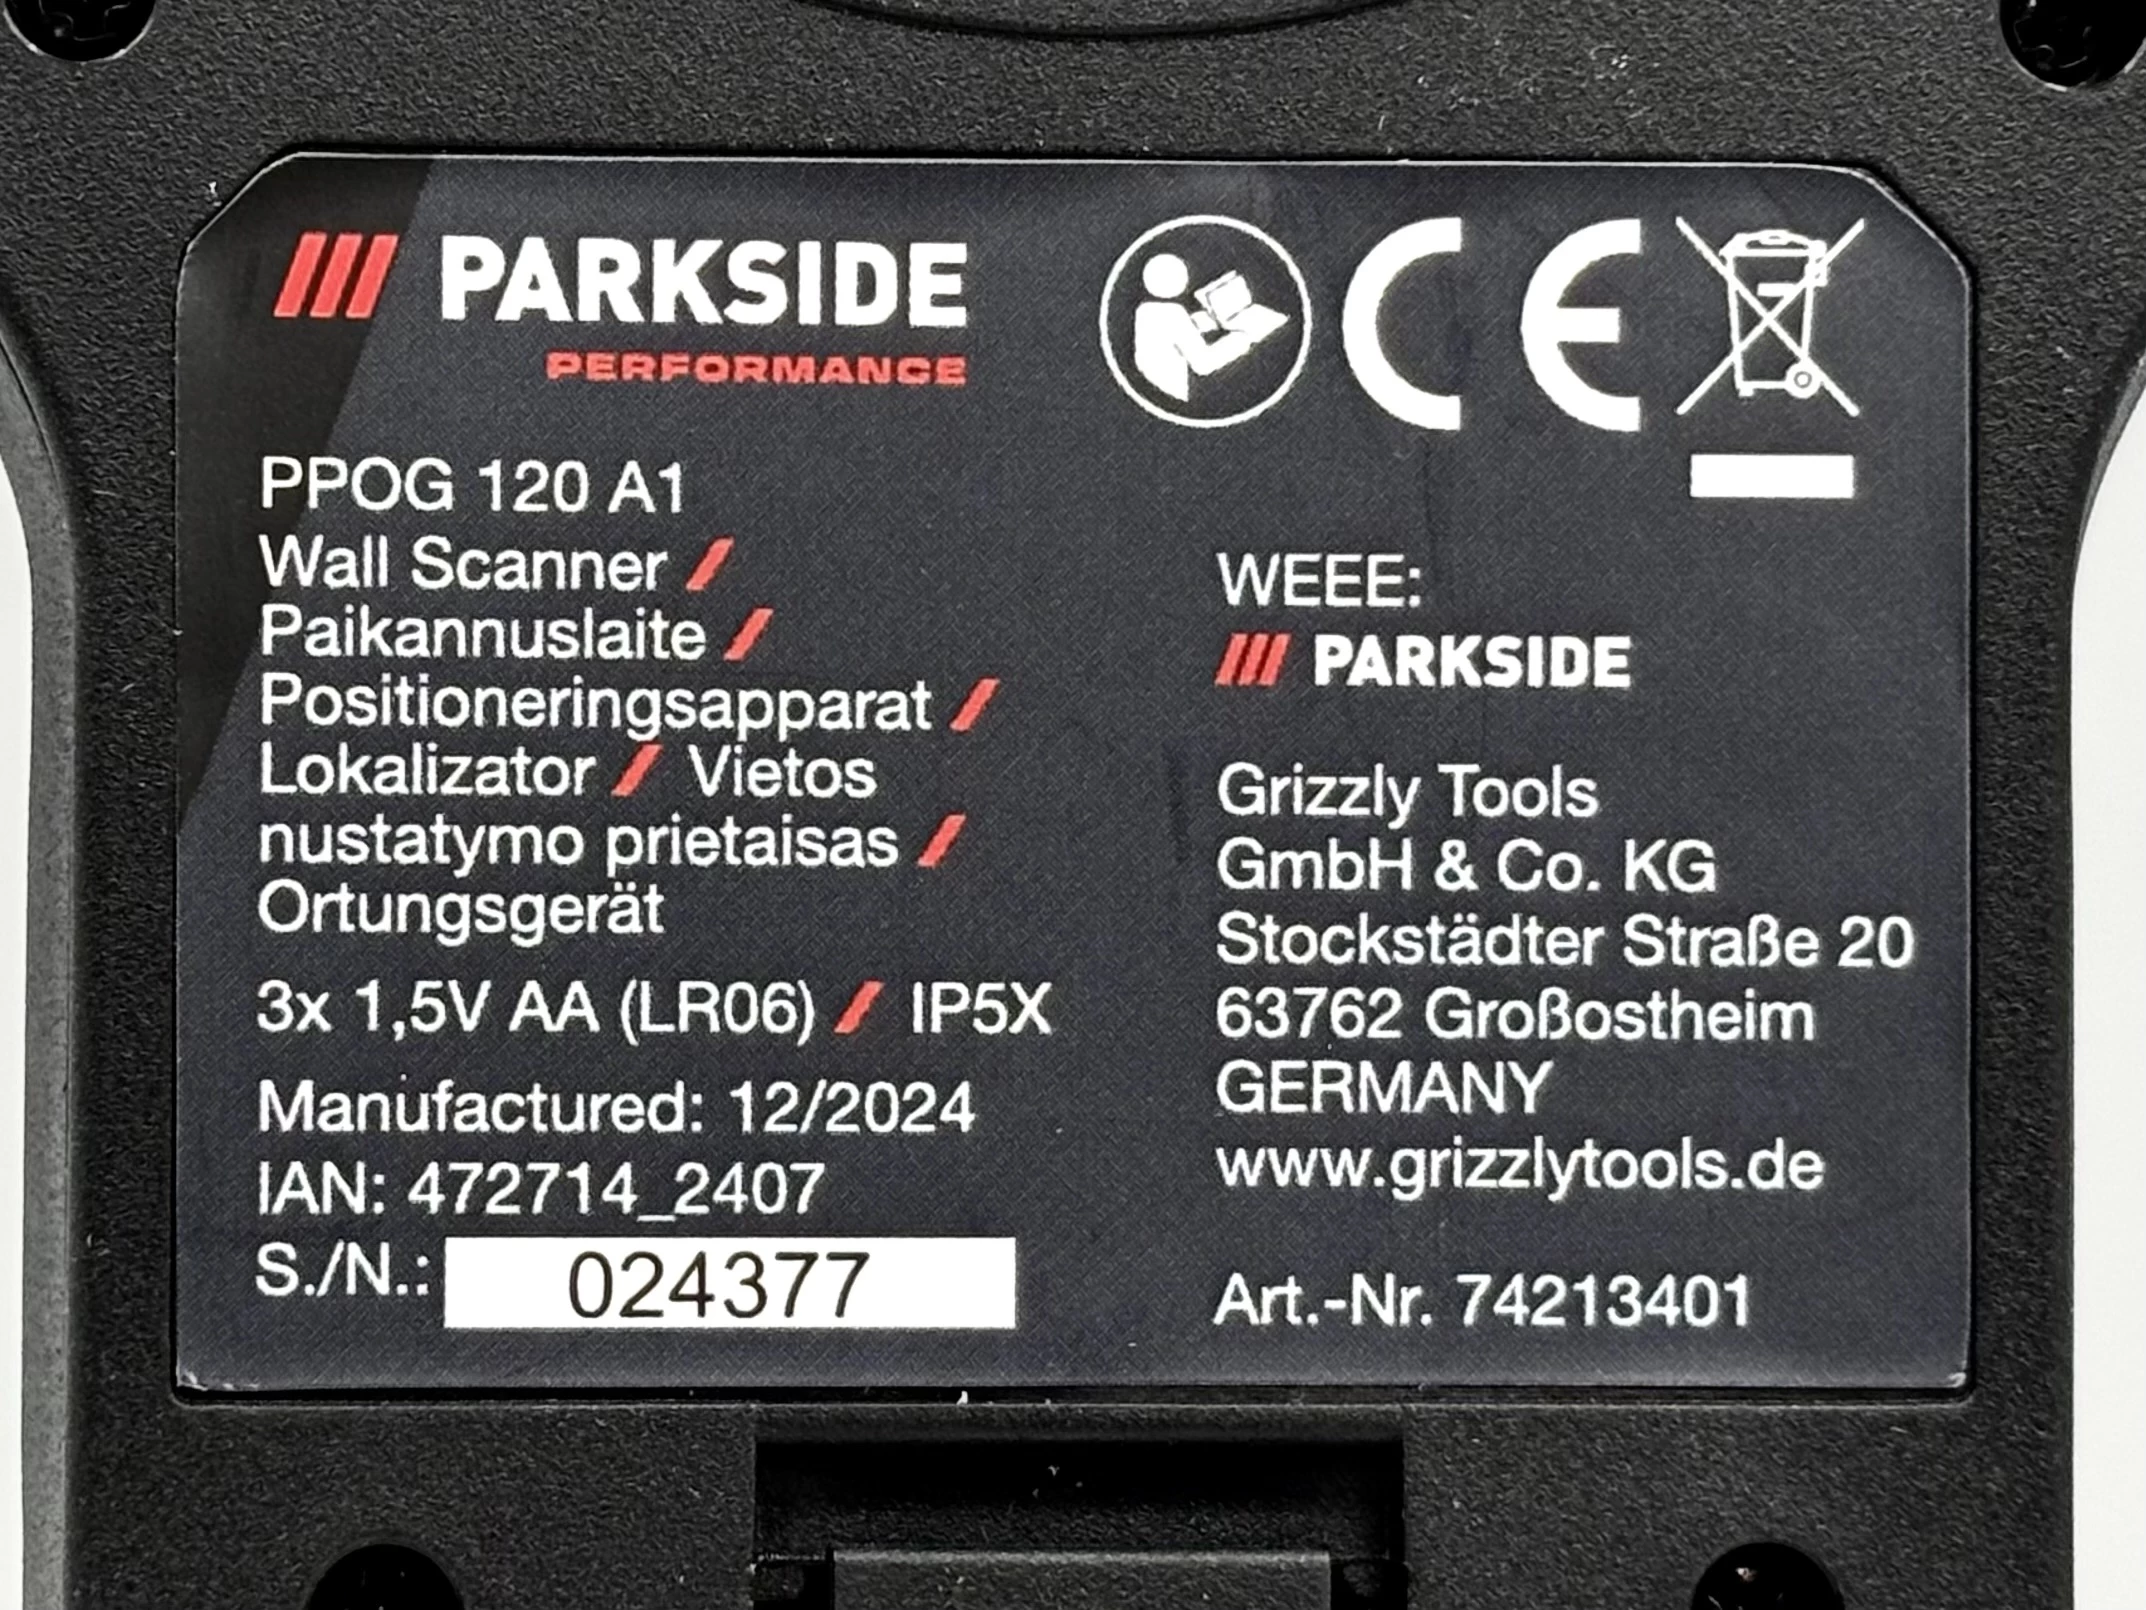 PARKSIDE
PERFORMANCE
CE
PPOG 120 A1
Wall Scanner /
Paikannuslaite /
Positioneringsapparat /
Lokalizator / Vietos
nustatymo prietaisas /
Ortungsgerät
3x 1,5V AA (LR06) / IP5X
Manufactured: 12/2024
IAN: 472714_2407
S./N.: 024377
WEEE:
PARKSIDE
Grizzly Tools
GmbH & Co. KG
Stockstädter Straße 20
63762 Großostheim
GERMANY
www.grizzlytools.de
Art.-Nr. 74213401